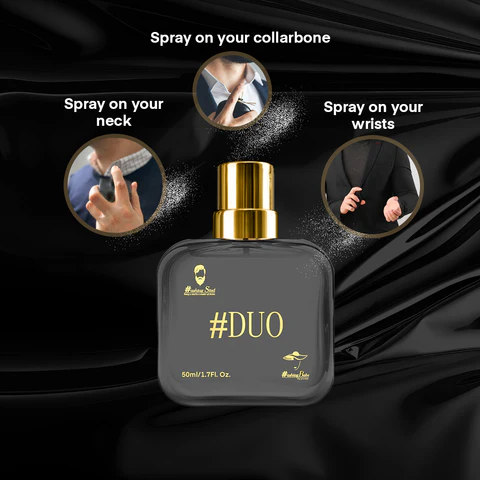 Spray on your collarbone
Spray on your
neck
Spray on your
wrists
#DUO
50ml/1.7Fl. Oz.